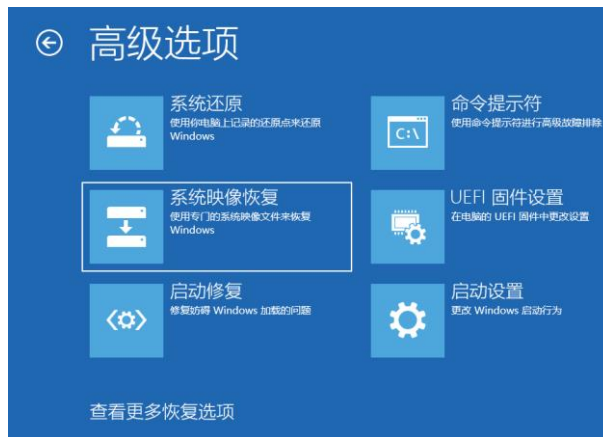 高级选项
系统还原
使用你电脑上记录的还原点来还原
Windows
命令提示符
使用命令提示符进行高级故障排除
C:\
系统映像恢复
使用专门的系统映像文件来恢复
Windows
UEFI 固件设置
在电脑的 UEFI 固件中更改设置
启动修复
修复妨碍 Windows 加载的问题
启动设置
更改 Windows 启动行为
查看更多恢复选项